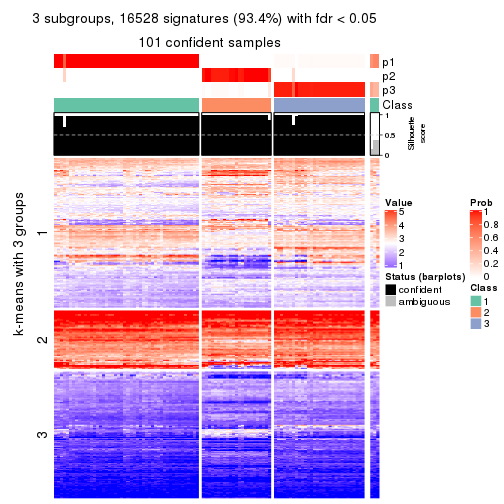 3 subgroups, 16528 signatures (93.4%) with fdr < 0.05
101 confident samples
p1
p2
p3
Class
1
0.5
0
Silhouette
score
k-means with 3 groups
1
2
3
Value
5
4
3
2
1
Status (barplots)
confident
ambiguous
Prob
1
0.8
0.6
0.4
0.2
0
Class
1
2
3